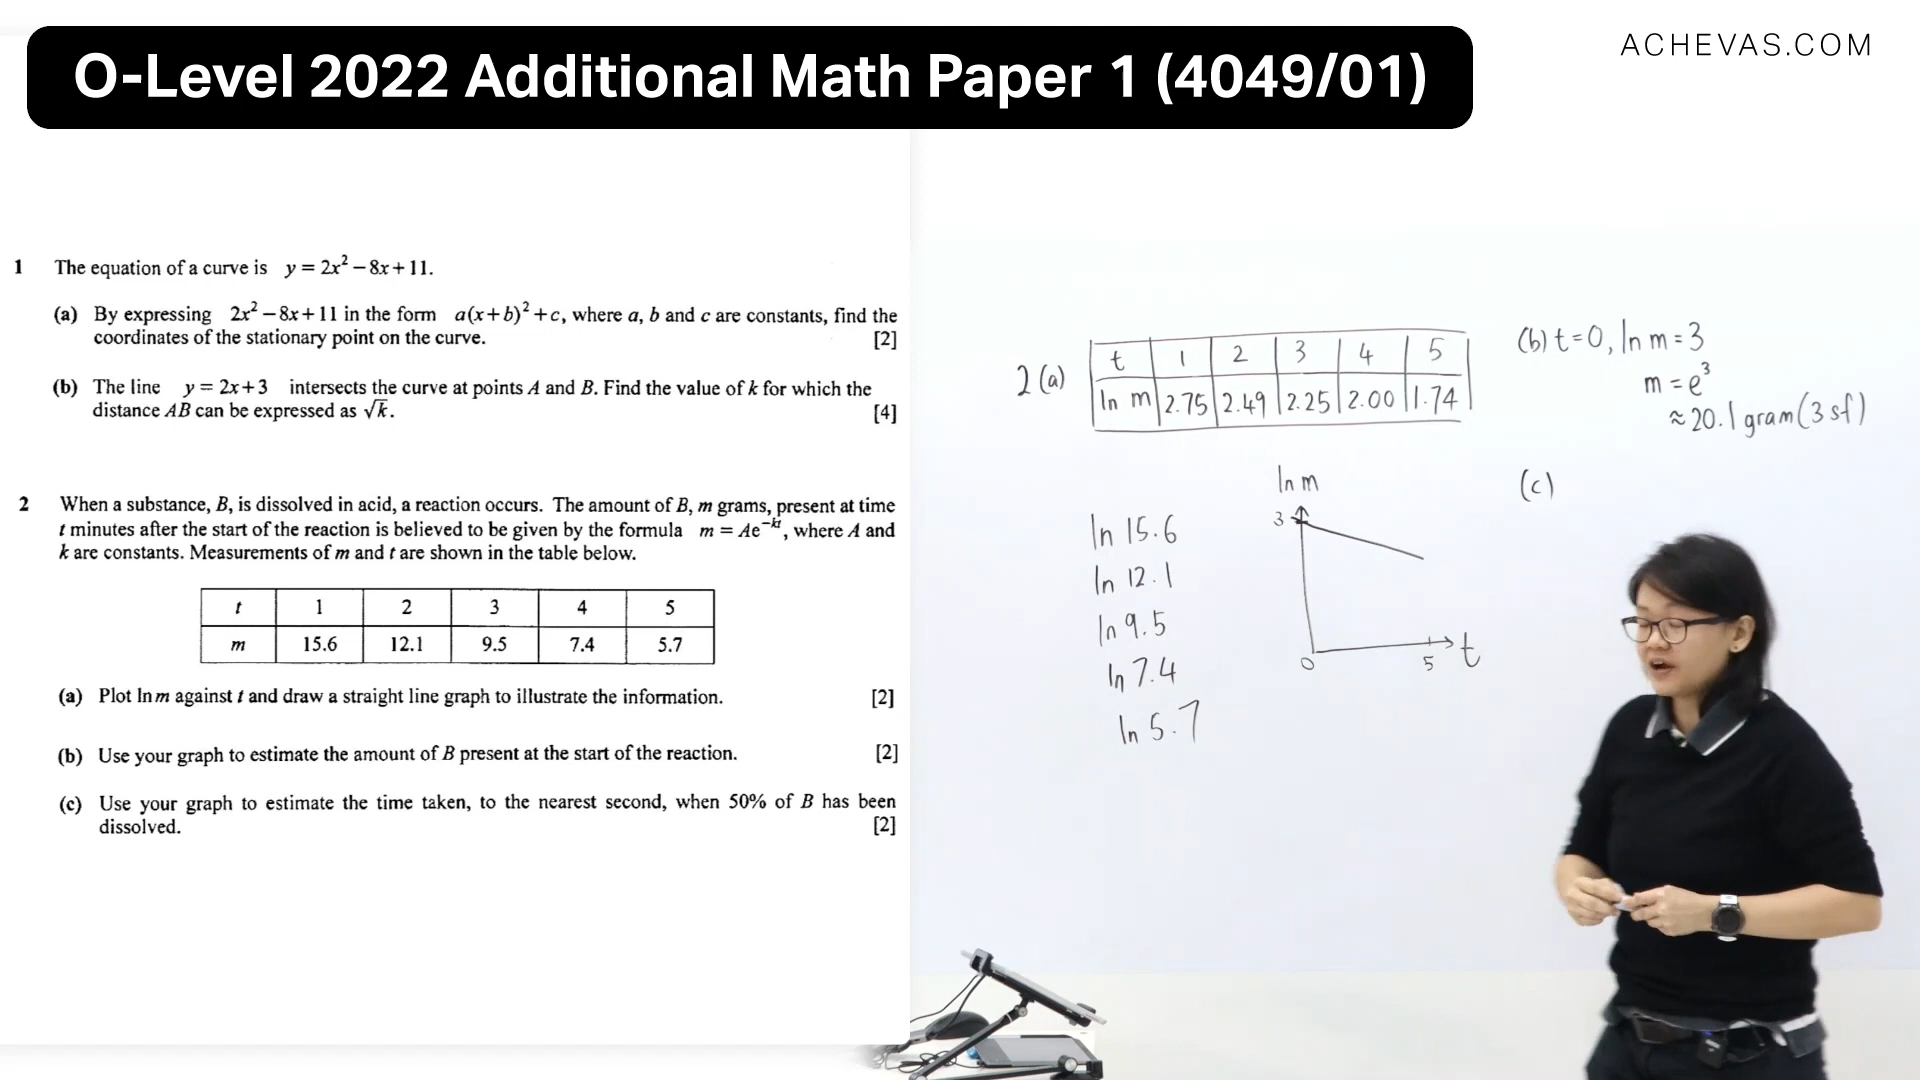 O-Level 2022 Additional Math Paper 1 (4049/01)
ACHEVAS.COM
1 The equation of a curve is y = 2x² − 8x + 11.
(a) By expressing 2x² − 8x + 11 in the form a(x + b)² + c, where a, b and c are constants, find the
coordinates of the stationary point on the curve. [2]
(b) The line y = 2x + 3 intersects the curve at points A and B. Find the value of k for which the
distance AB can be expressed as √k. [4]
2 When a substance, B, is dissolved in acid, a reaction occurs. The amount of B, m grams, present at time
t minutes after the start of the reaction is believed to be given by the formula m = Ae^−kt, where A and
k are constants. Measurements of m and t are shown in the table below.
t 1 2 3 4 5
m 15.6 12.1 9.5 7.4 5.7
(a) Plot ln m against t and draw a straight line graph to illustrate the information. [2]
(b) Use your graph to estimate the amount of B present at the start of the reaction. [2]
(c) Use your graph to estimate the time taken, to the nearest second, when 50% of B has been
dissolved. [2]
2(a)
t 1 2 3 4 5
ln m 2.75 2.49 2.25 2.00 1.74
ln 15.6
ln 12.1
ln 9.5
ln 7.4
ln 5.7
ln m
3
0 5 t
(b) t=0, ln m = 3
m = e³
≈ 20.1 gram (3 sf)
(c)